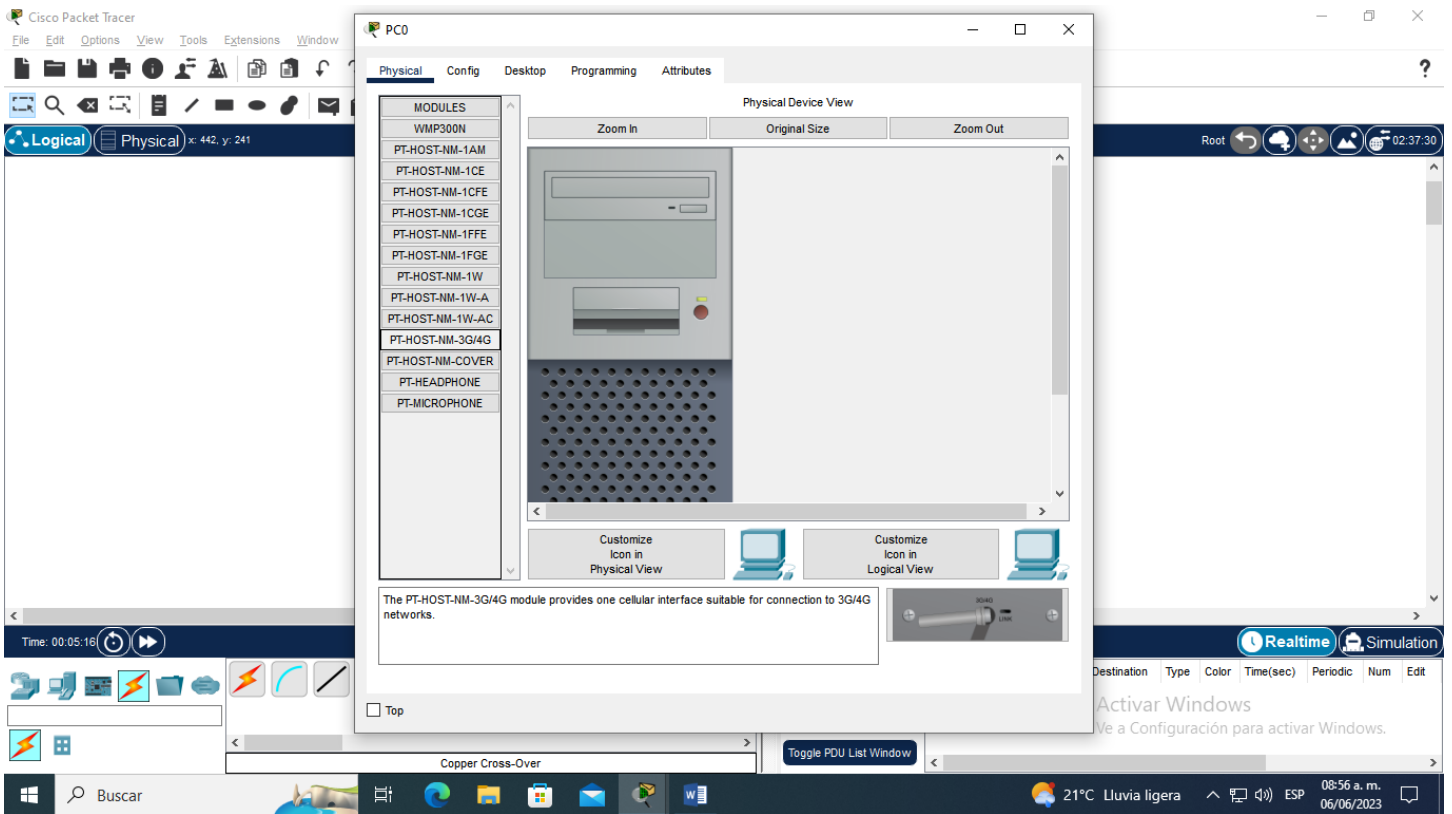 Cisco Packet Tracer
File Edit Options View Tools Extensions Window
PC0
Physical Config Desktop Programming Attributes
MODULES
WMP300N
PT-HOST-NM-1AM
PT-HOST-NM-1CE
PT-HOST-NM-1CFE
PT-HOST-NM-1CGE
PT-HOST-NM-1FFE
PT-HOST-NM-1FGE
PT-HOST-NM-1W
PT-HOST-NM-1W-A
PT-HOST-NM-1W-AC
PT-HOST-NM-3G/4G
PT-HOST-NM-COVER
PT-HEADPHONE
PT-MICROPHONE
Physical Device View
Zoom In Original Size Zoom Out
Customize
Icon in
Physical View
Customize
Icon in
Logical View
The PT-HOST-NM-3G/4G module provides one cellular interface suitable for connection to 3G/4G
networks.
3G/4G
LINK
Top
Logical Physical x: 442, y: 241
Root 02:37:30
Time: 00:05:16
Realtime Simulation
Destination Type Color Time(sec) Periodic Num Edit
Activar Windows
Ve a Configuración para activar Windows.
Toggle PDU List Window
Copper Cross-Over
Buscar
21°C Lluvia ligera ESP
08:56 a. m.
06/06/2023